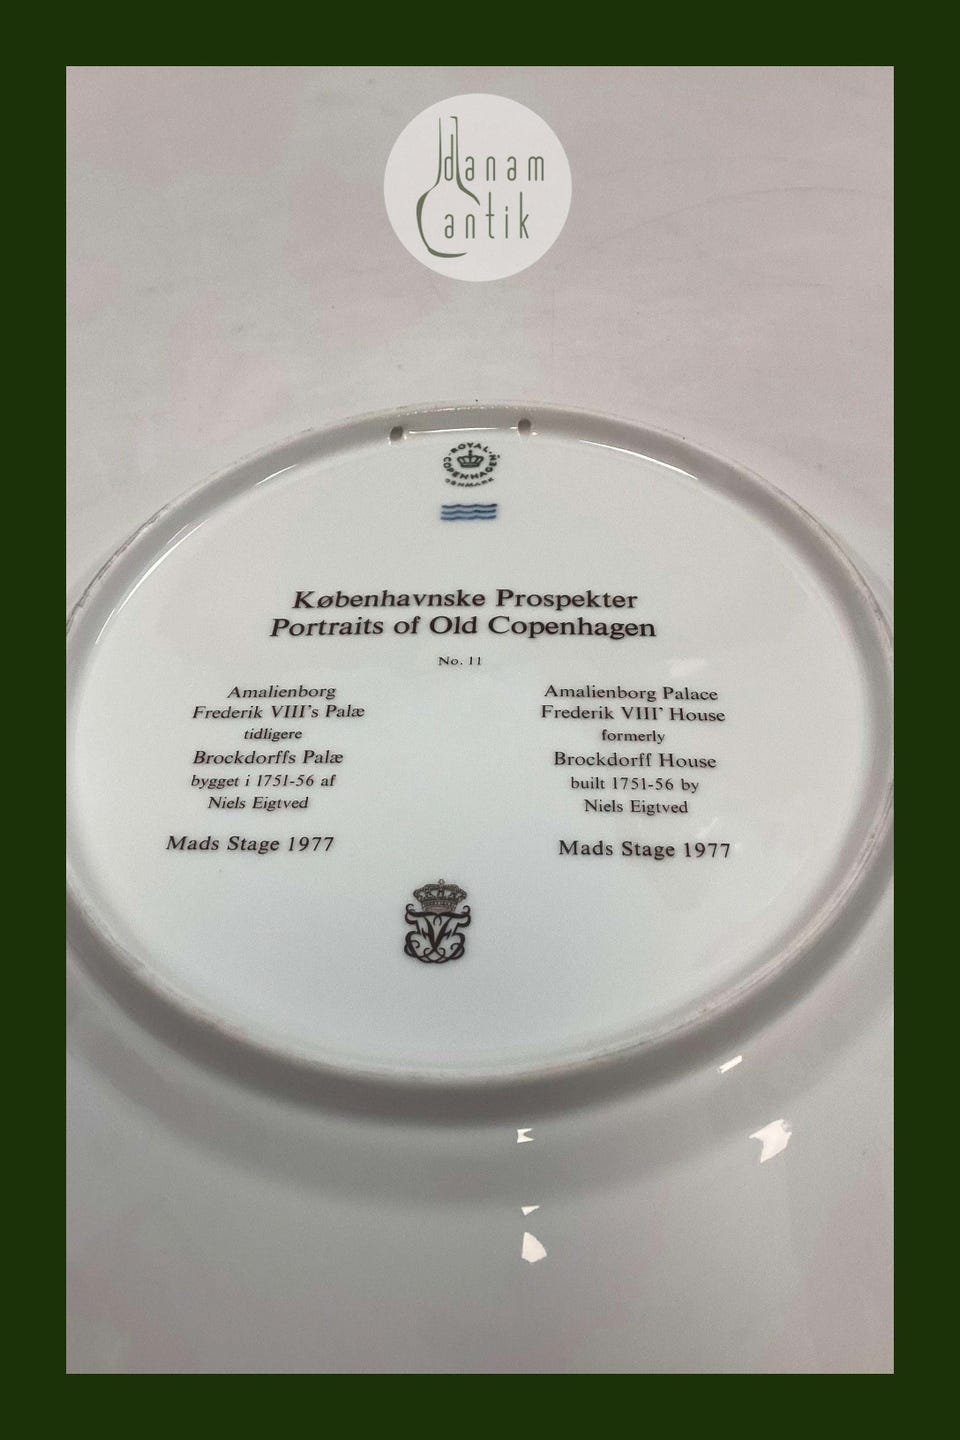 danam
antik
ROYAL
COPENHAGEN
DENMARK
Københavnske Prospekter
Portraits of Old Copenhagen
No. 11
Amalienborg
Frederik VIII's Palæ
tidligere
Brockdorffs Palæ
bygget i 1751-56 af
Niels Eigtved
Mads Stage 1977
Amalienborg Palace
Frederik VIII' House
formerly
Brockdorff House
built 1751-56 by
Niels Eigtved
Mads Stage 1977